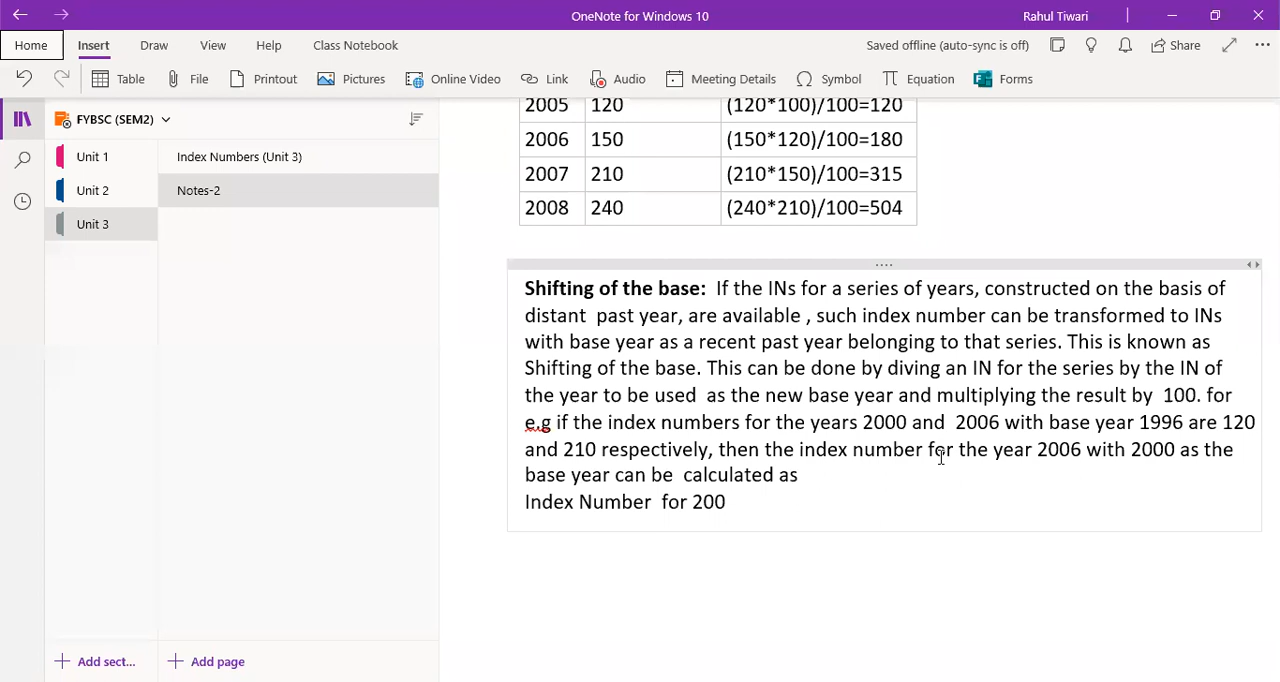 OneNote for Windows 10
Rahul Tiwari
Home Insert Draw View Help Class Notebook
Saved offline (auto-sync is off)
Share
Table File Printout Pictures Online Video Link Audio Meeting Details Symbol Equation Forms
FYBSC (SEM2)
Unit 1
Unit 2
Unit 3
Index Numbers (Unit 3)
Notes-2
Add sect...
Add page
2005 120 (120*100)/100=120
2006 150 (150*120)/100=180
2007 210 (210*150)/100=315
2008 240 (240*210)/100=504
Shifting of the base: If the INs for a series of years, constructed on the basis of
distant past year, are available , such index number can be transformed to INs
with base year as a recent past year belonging to that series. This is known as
Shifting of the base. This can be done by diving an IN for the series by the IN of
the year to be used as the new base year and multiplying the result by 100. for
e.g if the index numbers for the years 2000 and 2006 with base year 1996 are 120
and 210 respectively, then the index number for the year 2006 with 2000 as the
base year can be calculated as
Index Number for 200